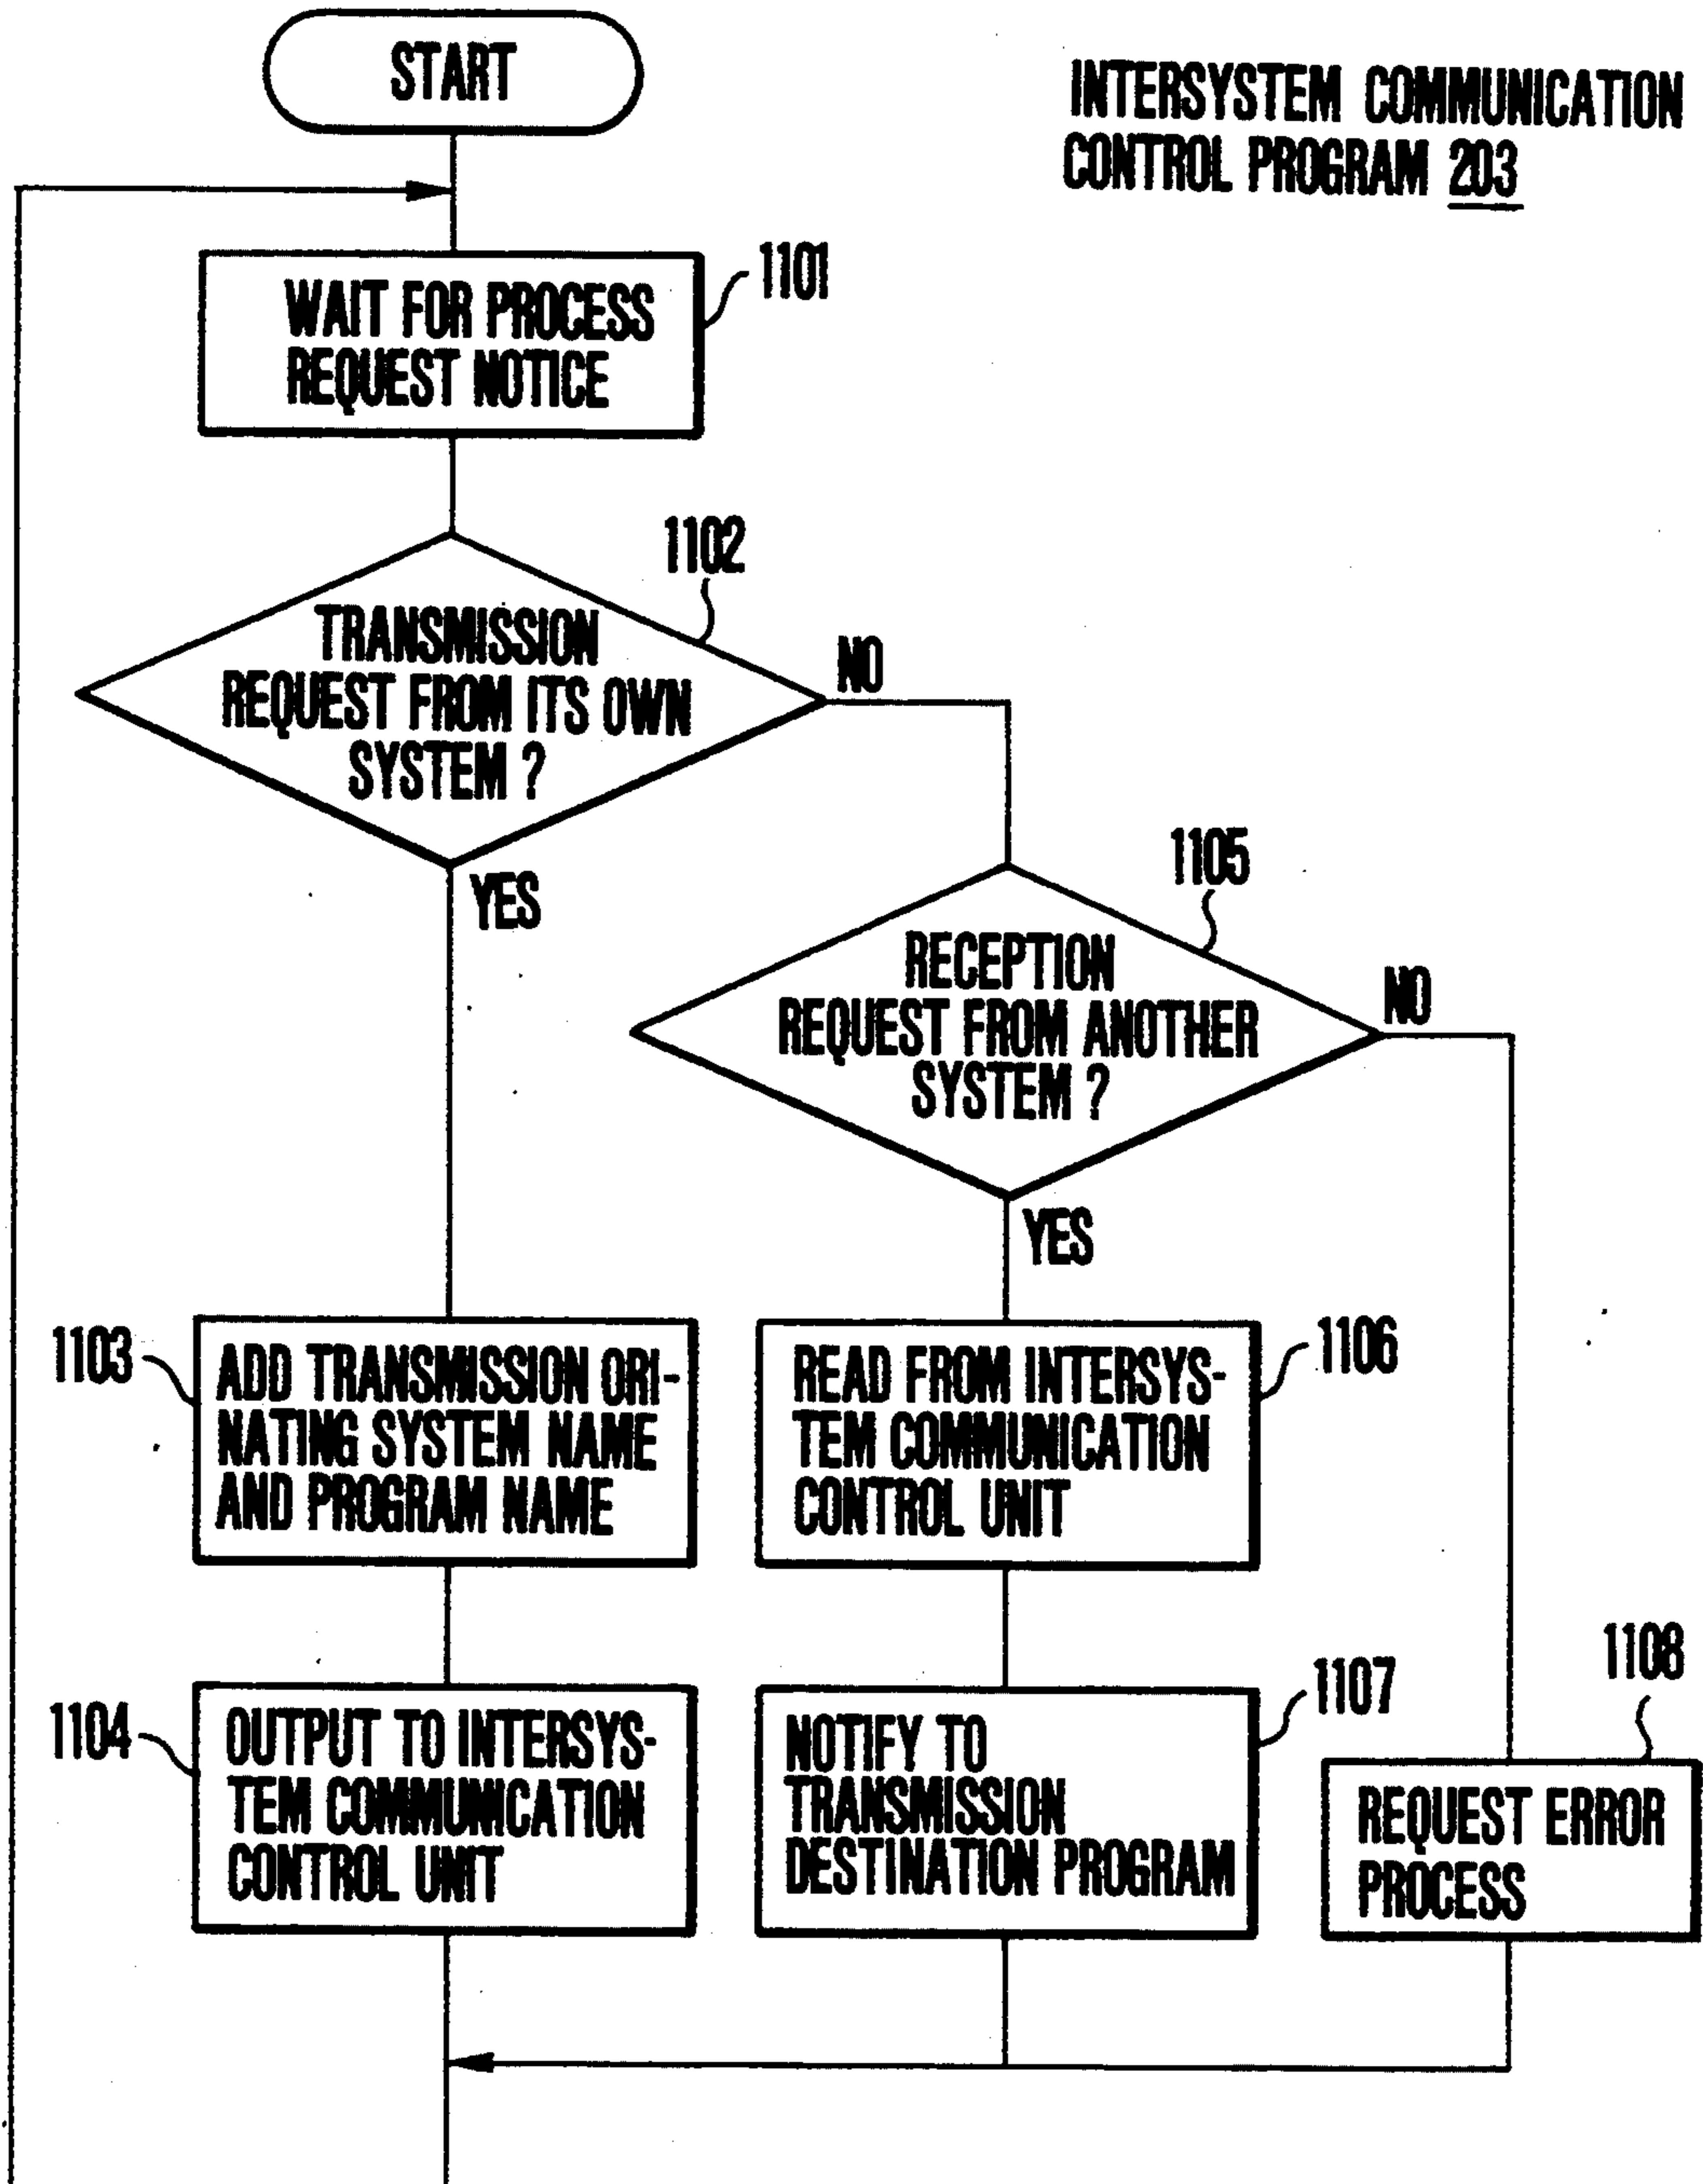 START
INTERSYSTEM COMMUNICATION
CONTROL PROGRAM 203
WAIT FOR PROCESS
REQUEST NOTICE
1101
1102
TRANSMISSION
REQUEST FROM ITS OWN
SYSTEM ?
NO
YES
1105
RECEPTION
REQUEST FROM ANOTHER
SYSTEM ?
NO
YES
1103
ADD TRANSMISSION ORI-
NATING SYSTEM NAME
AND PROGRAM NAME
1106
READ FROM INTERSYS-
TEM COMMUNICATION
CONTROL UNIT
1104
OUTPUT TO INTERSYS-
TEM COMMUNICATION
CONTROL UNIT
1107
NOTIFY TO
TRANSMISSION
DESTINATION PROGRAM
1108
REQUEST ERROR
PROCESS